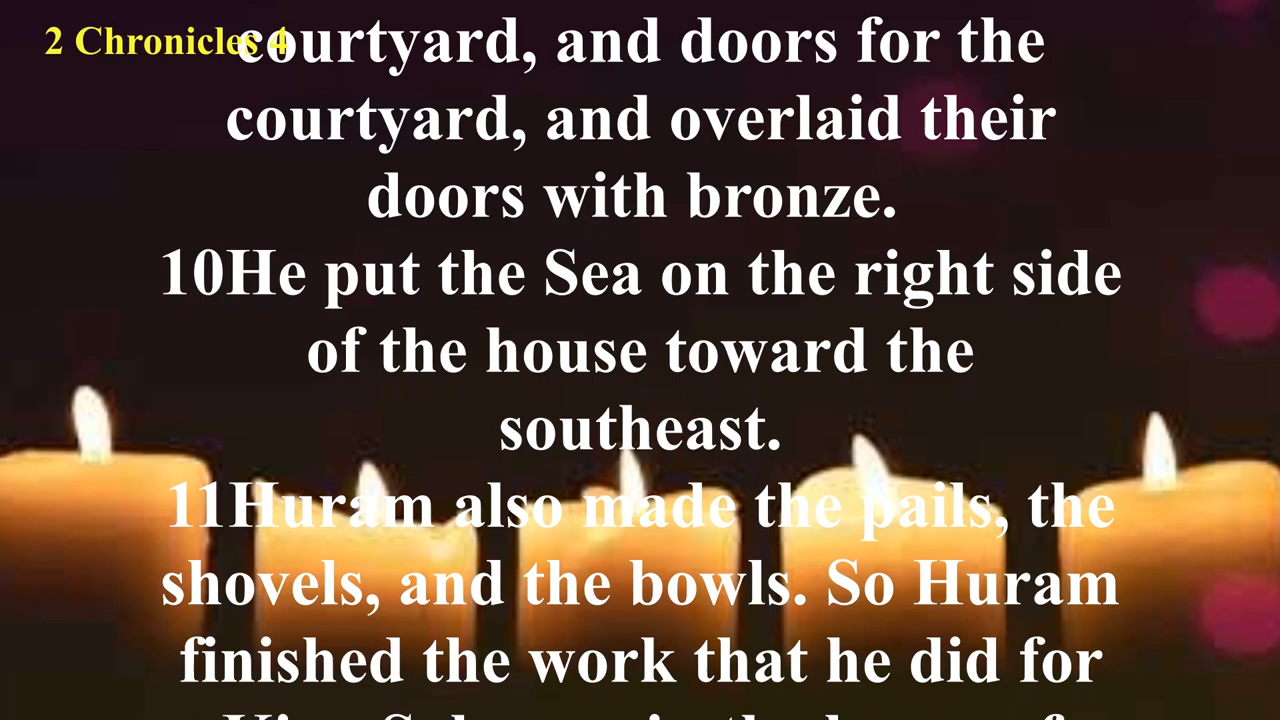 2 Chronicles 4
courtyard, and doors for the
courtyard, and overlaid their
doors with bronze.
10He put the Sea on the right side
of the house toward the
southeast.
11Huram also made the pails, the
shovels, and the bowls. So Huram
finished the work that he did for